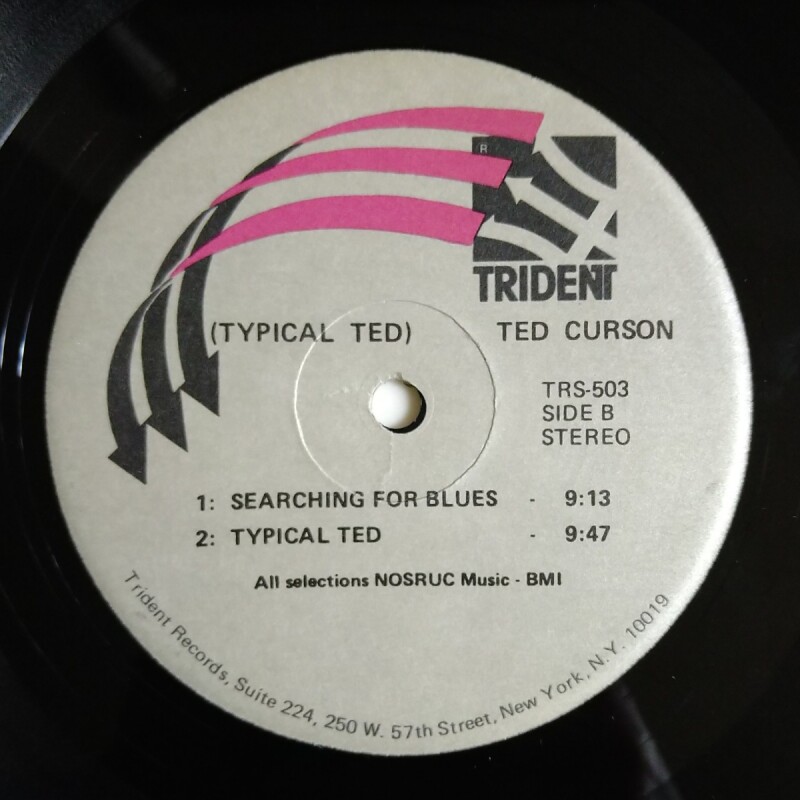 R
TRIDENT
(TYPICAL TED) TED CURSON
TRS-503
SIDE B
STEREO
1: SEARCHING FOR BLUES - 9:13
2: TYPICAL TED - 9:47
All selections NOSRUC Music - BMI
Trident Records, Suite 224, 250 W. 57th Street, New York, N.Y. 10019